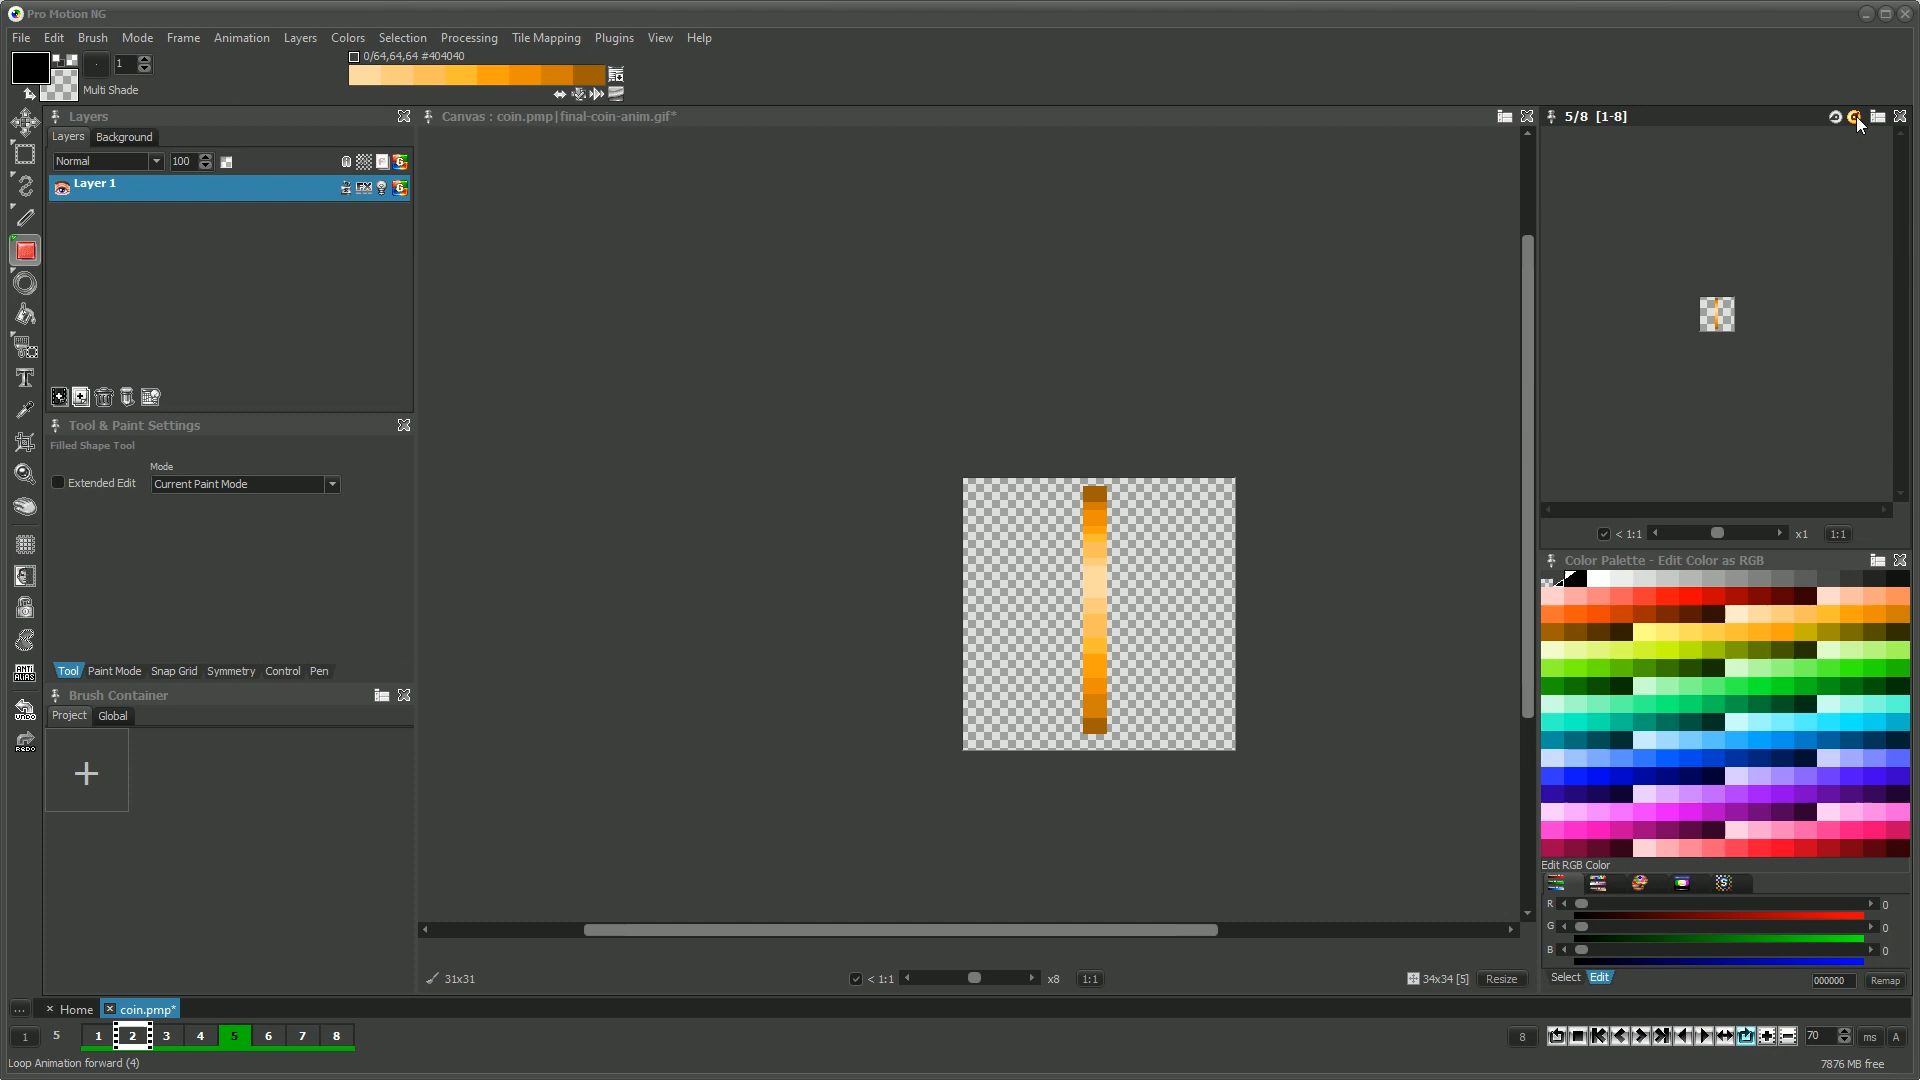 Pro Motion NG
File Edit Brush Mode Frame Animation Layers Colors Selection Processing Tile Mapping Plugins View Help
0/64,64,64 #404040
1
Multi Shade
Layers
Canvas : coin.pmp|final-coin-anim.gif*
5/8 [1-8]
Layers Background
Normal 100
Layer 1
Tool & Paint Settings
Filled Shape Tool
Mode
Extended Edit Current Paint Mode
< 1:1 x1 1:1
Color Palette - Edit Color as RGB
Tool Paint Mode Snap Grid Symmetry Control Pen
ANTI
ALIAS
Brush Container
UNDO
Project Global
REDO
Edit RGB Color
R 0
G 0
B 0
31x31 < 1:1 x8 1:1 34x34 [5] Resize
Select Edit 000000 Remap
... Home coin.pmp*
1 5 1 2 3 4 5 6 7 8 8 70 ms A
Loop Animation forward (4) 7876 MB free